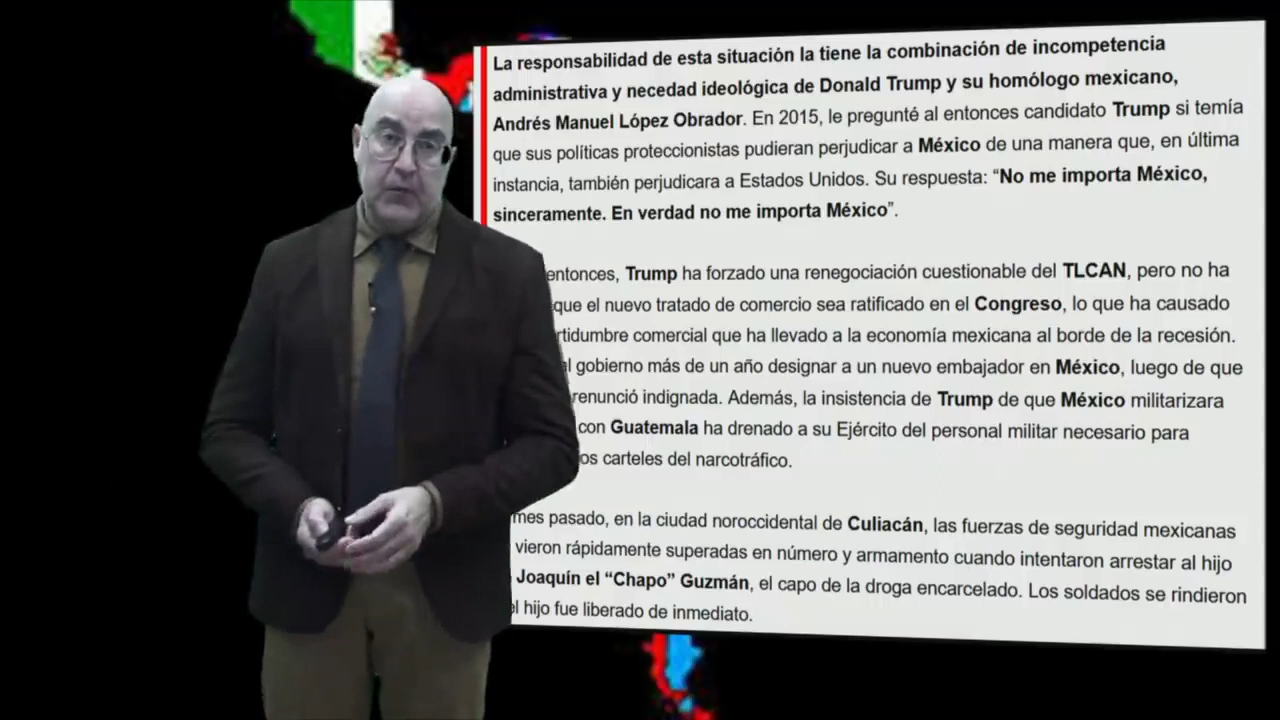 La responsabilidad de esta situación la tiene la combinación de incompetencia
administrativa y necedad ideológica de Donald Trump y su homólogo mexicano,
Andrés Manuel López Obrador. En 2015, le pregunté al entonces candidato Trump si temía
que sus políticas proteccionistas pudieran perjudicar a México de una manera que, en última
instancia, también perjudicara a Estados Unidos. Su respuesta: “No me importa México,
sinceramente. En verdad no me importa México”.
entonces, Trump ha forzado una renegociación cuestionable del TLCAN, pero no ha
que el nuevo tratado de comercio sea ratificado en el Congreso, lo que ha causado
comercial que ha llevado a la economía mexicana al borde de la recesión.
gobierno más de un año designar a un nuevo embajador en México, luego de que
renunció indignada. Además, la insistencia de Trump de que México militarizara
con Guatemala ha drenado a su Ejército del personal militar necesario para
carteles del narcotráfico.
mes pasado, en la ciudad noroccidental de Culiacán, las fuerzas de seguridad mexicanas
vieron rápidamente superadas en número y armamento cuando intentaron arrestar al hijo
Joaquín el “Chapo” Guzmán, el capo de la droga encarcelado. Los soldados se rindieron
hijo fue liberado de inmediato.